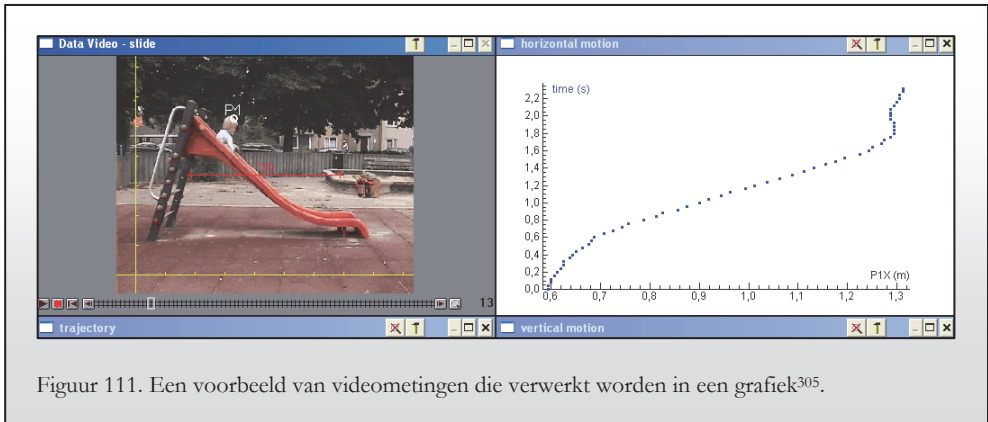 Data Video - slide
P1
13
horizontal motion
time (s)
2,2
2,0
1,8
1,6
1,4
1,2
1,0
0,8
0,6
0,4
0,2
0,0
P1X (m)
0,6 0,7 0,8 0,9 1,0 1,1 1,2 1,3
trajectory
vertical motion
Figuur 111. Een voorbeeld van videometingen die verwerkt worden in een grafiek³⁰⁵.